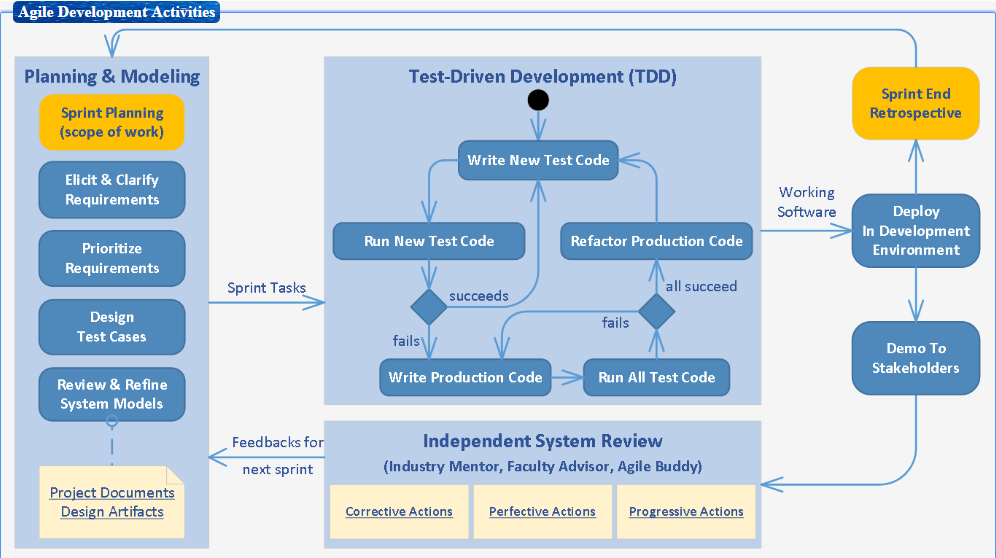 Agile Development Activities
Planning & Modeling
Sprint Planning
(scope of work)
Elicit & Clarify
Requirements
Prioritize
Requirements
Design
Test Cases
Review & Refine
System Models
Project Documents
Design Artifacts
Sprint Tasks
Feedbacks for
next sprint
Test-Driven Development (TDD)
Write New Test Code
Run New Test Code
Refactor Production Code
succeeds
all succeed
fails
fails
Write Production Code
Run All Test Code
Independent System Review
(Industry Mentor, Faculty Advisor, Agile Buddy)
Corrective Actions
Perfective Actions
Progressive Actions
Working
Software
Sprint End
Retrospective
Deploy
In Development
Environment
Demo To
Stakeholders